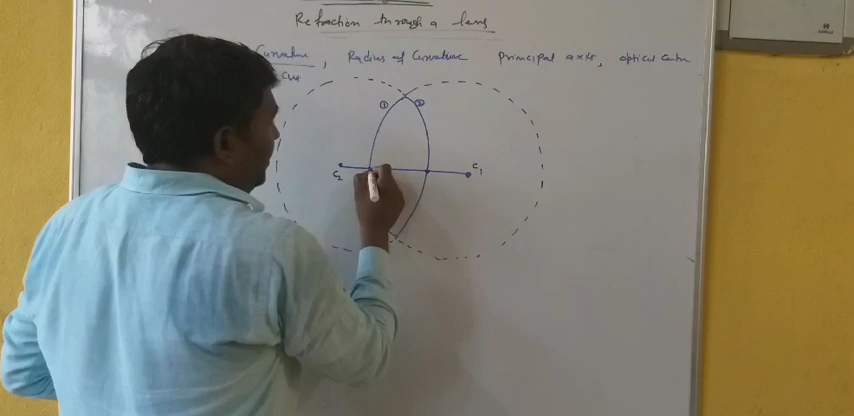 Refraction through a lens
Curvature, Radius of Curvature Principal axis, optical Centre
① ②
C₂ C₁